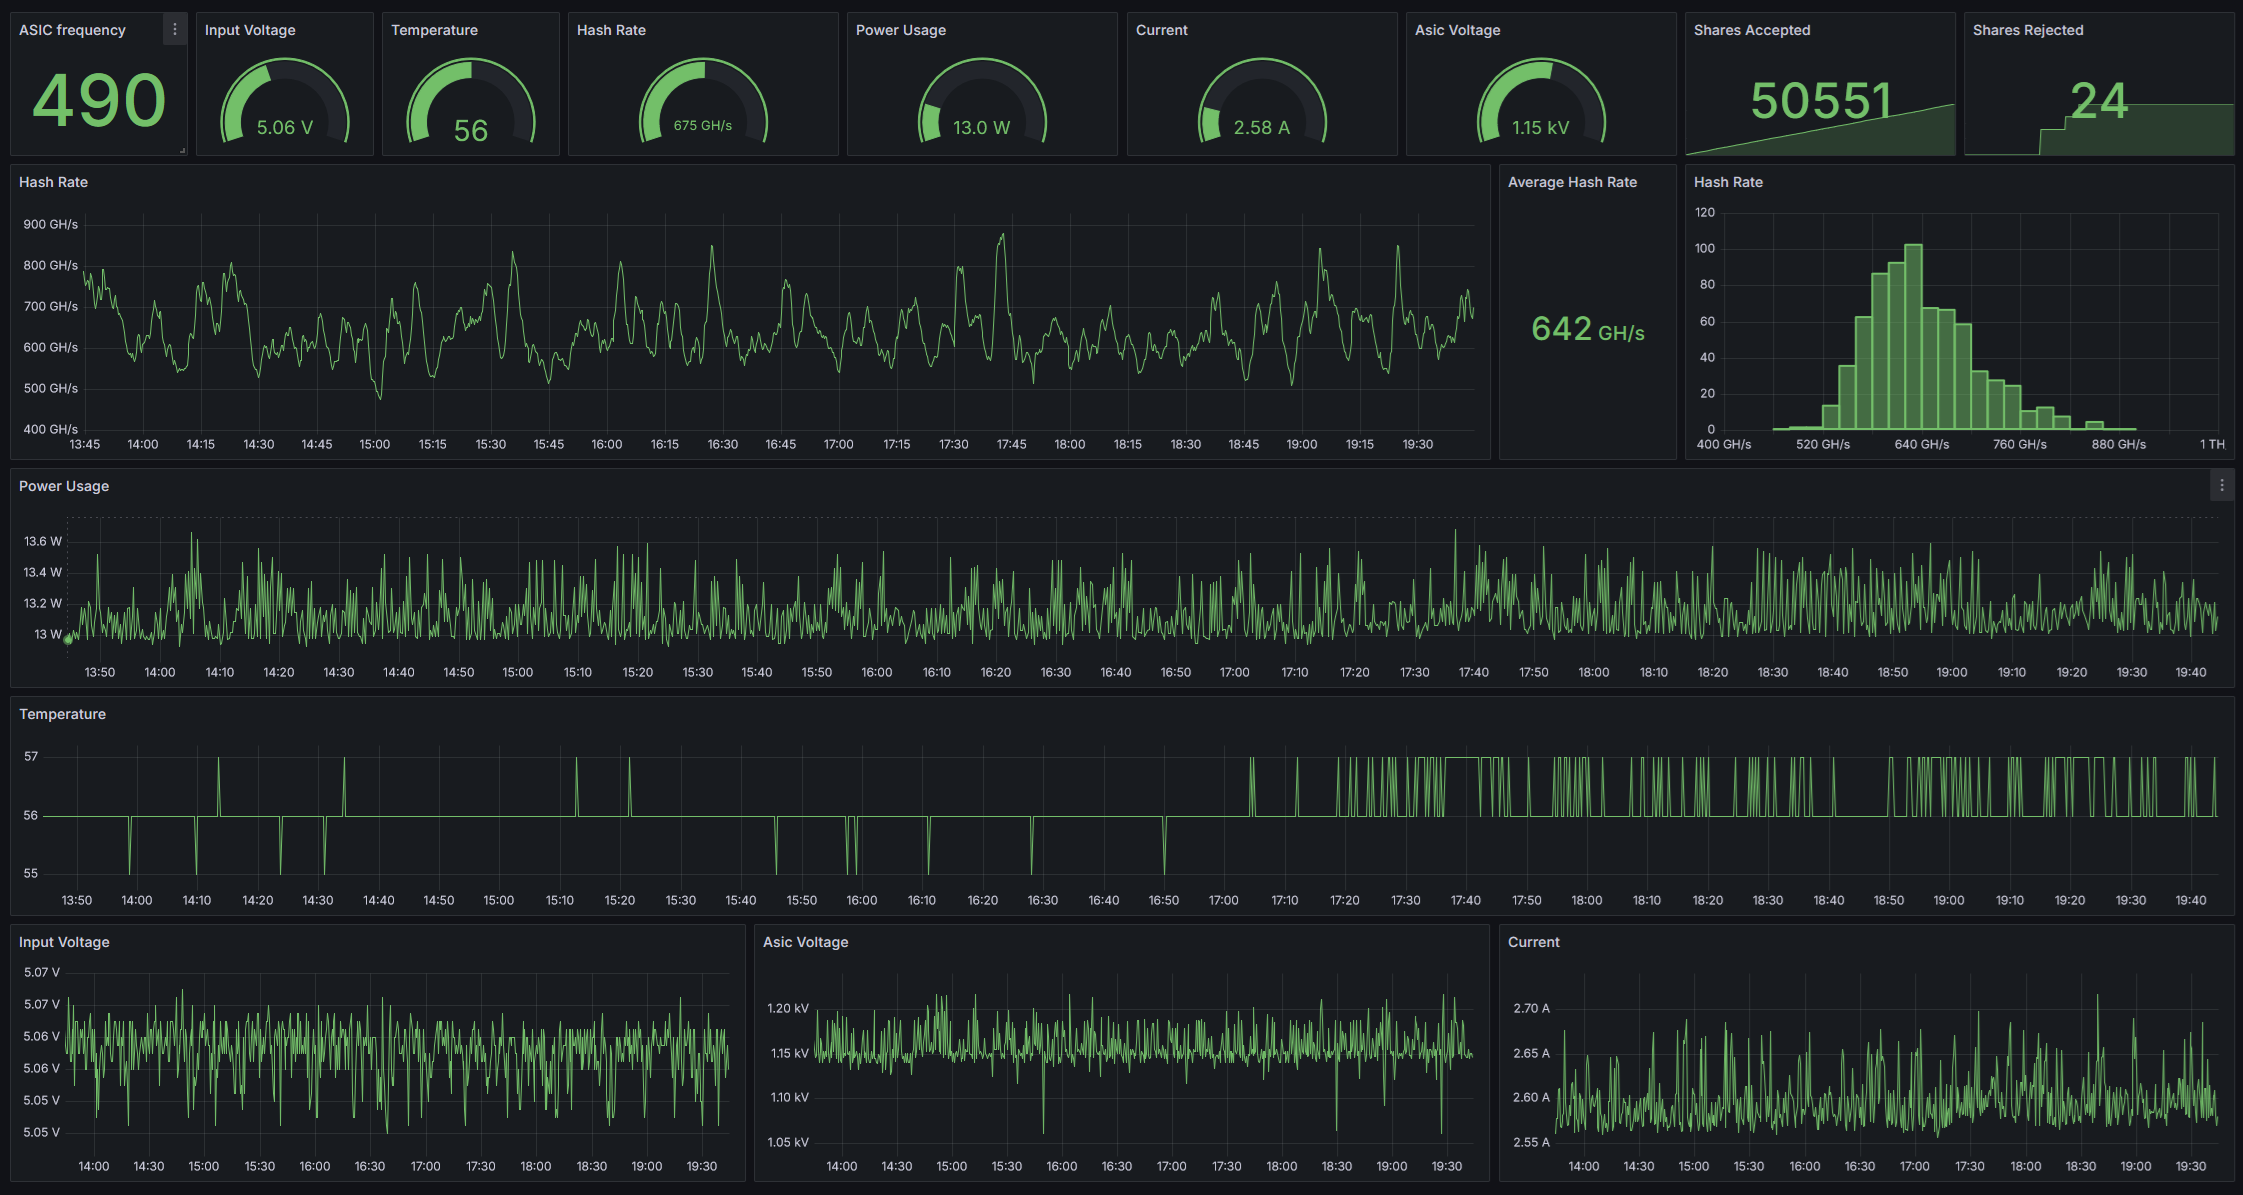 ASIC frequency
490
Input Voltage
5.06 V
Temperature
56
Hash Rate
675 GH/s
Power Usage
13.0 W
Current
2.58 A
Asic Voltage
1.15 kV
Shares Accepted
50551
Shares Rejected
24
Hash Rate
900 GH/s
800 GH/s
700 GH/s
600 GH/s
500 GH/s
400 GH/s
13:45 14:00 14:15 14:30 14:45 15:00 15:15 15:30 15:45 16:00 16:15 16:30 16:45 17:00 17:15 17:30 17:45 18:00 18:15 18:30 18:45 19:00 19:15 19:30
Average Hash Rate
642 GH/s
Hash Rate
120
100
80
60
40
20
0
400 GH/s 520 GH/s 640 GH/s 760 GH/s 880 GH/s 1 TH
Power Usage
13.6 W
13.4 W
13.2 W
13 W
13:50 14:00 14:10 14:20 14:30 14:40 14:50 15:00 15:10 15:20 15:30 15:40 15:50 16:00 16:10 16:20 16:30 16:40 16:50 17:00 17:10 17:20 17:30 17:40 17:50 18:00 18:10 18:20 18:30 18:40 18:50 19:00 19:10 19:20 19:30 19:40
Temperature
57
56
55
13:50 14:00 14:10 14:20 14:30 14:40 14:50 15:00 15:10 15:20 15:30 15:40 15:50 16:00 16:10 16:20 16:30 16:40 16:50 17:00 17:10 17:20 17:30 17:40 17:50 18:00 18:10 18:20 18:30 18:40 18:50 19:00 19:10 19:20 19:30 19:40
Input Voltage
5.07 V
5.07 V
5.06 V
5.06 V
5.05 V
5.05 V
14:00 14:30 15:00 15:30 16:00 16:30 17:00 17:30 18:00 18:30 19:00 19:30
Asic Voltage
1.20 kV
1.15 kV
1.10 kV
1.05 kV
14:00 14:30 15:00 15:30 16:00 16:30 17:00 17:30 18:00 18:30 19:00 19:30
Current
2.70 A
2.65 A
2.60 A
2.55 A
14:00 14:30 15:00 15:30 16:00 16:30 17:00 17:30 18:00 18:30 19:00 19:30